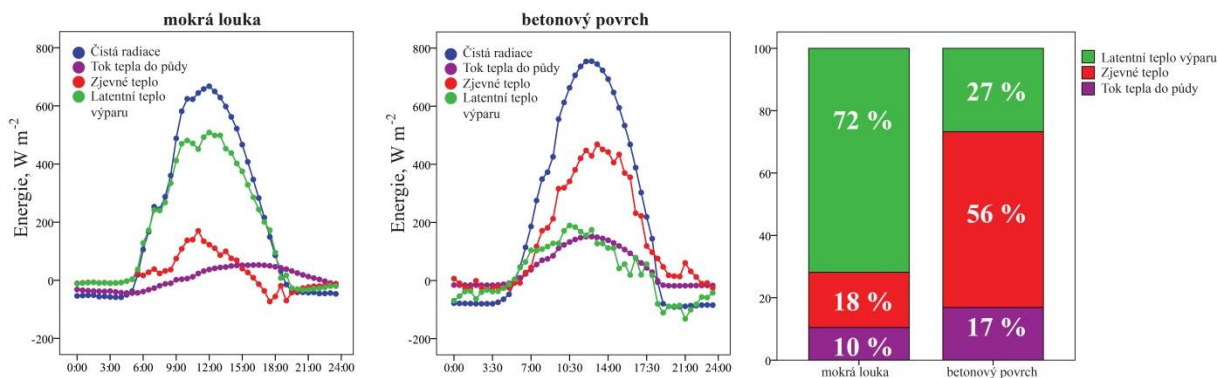 mokrá louka
Energie, W m⁻²
800
600
400
200
0
-200
Čistá radiace
Tok tepla do půdy
Zjevné teplo
Latentní teplo
výparu
0:00 3:00 6:00 9:00 12:00 15:00 18:00 21:00 24:00
betonový povrch
Energie, W m⁻²
800
600
400
200
0
-200
Čistá radiace
Tok tepla do půdy
Zjevné teplo
Latentní teplo
výparu
0:00 3:30 7:00 10:30 14:00 17:30 21:00 24:00
100
80
60
40
20
0
72 %
18 %
10 %
27 %
56 %
17 %
mokrá louka betonový povrch
Latentní teplo výparu
Zjevné teplo
Tok tepla do půdy